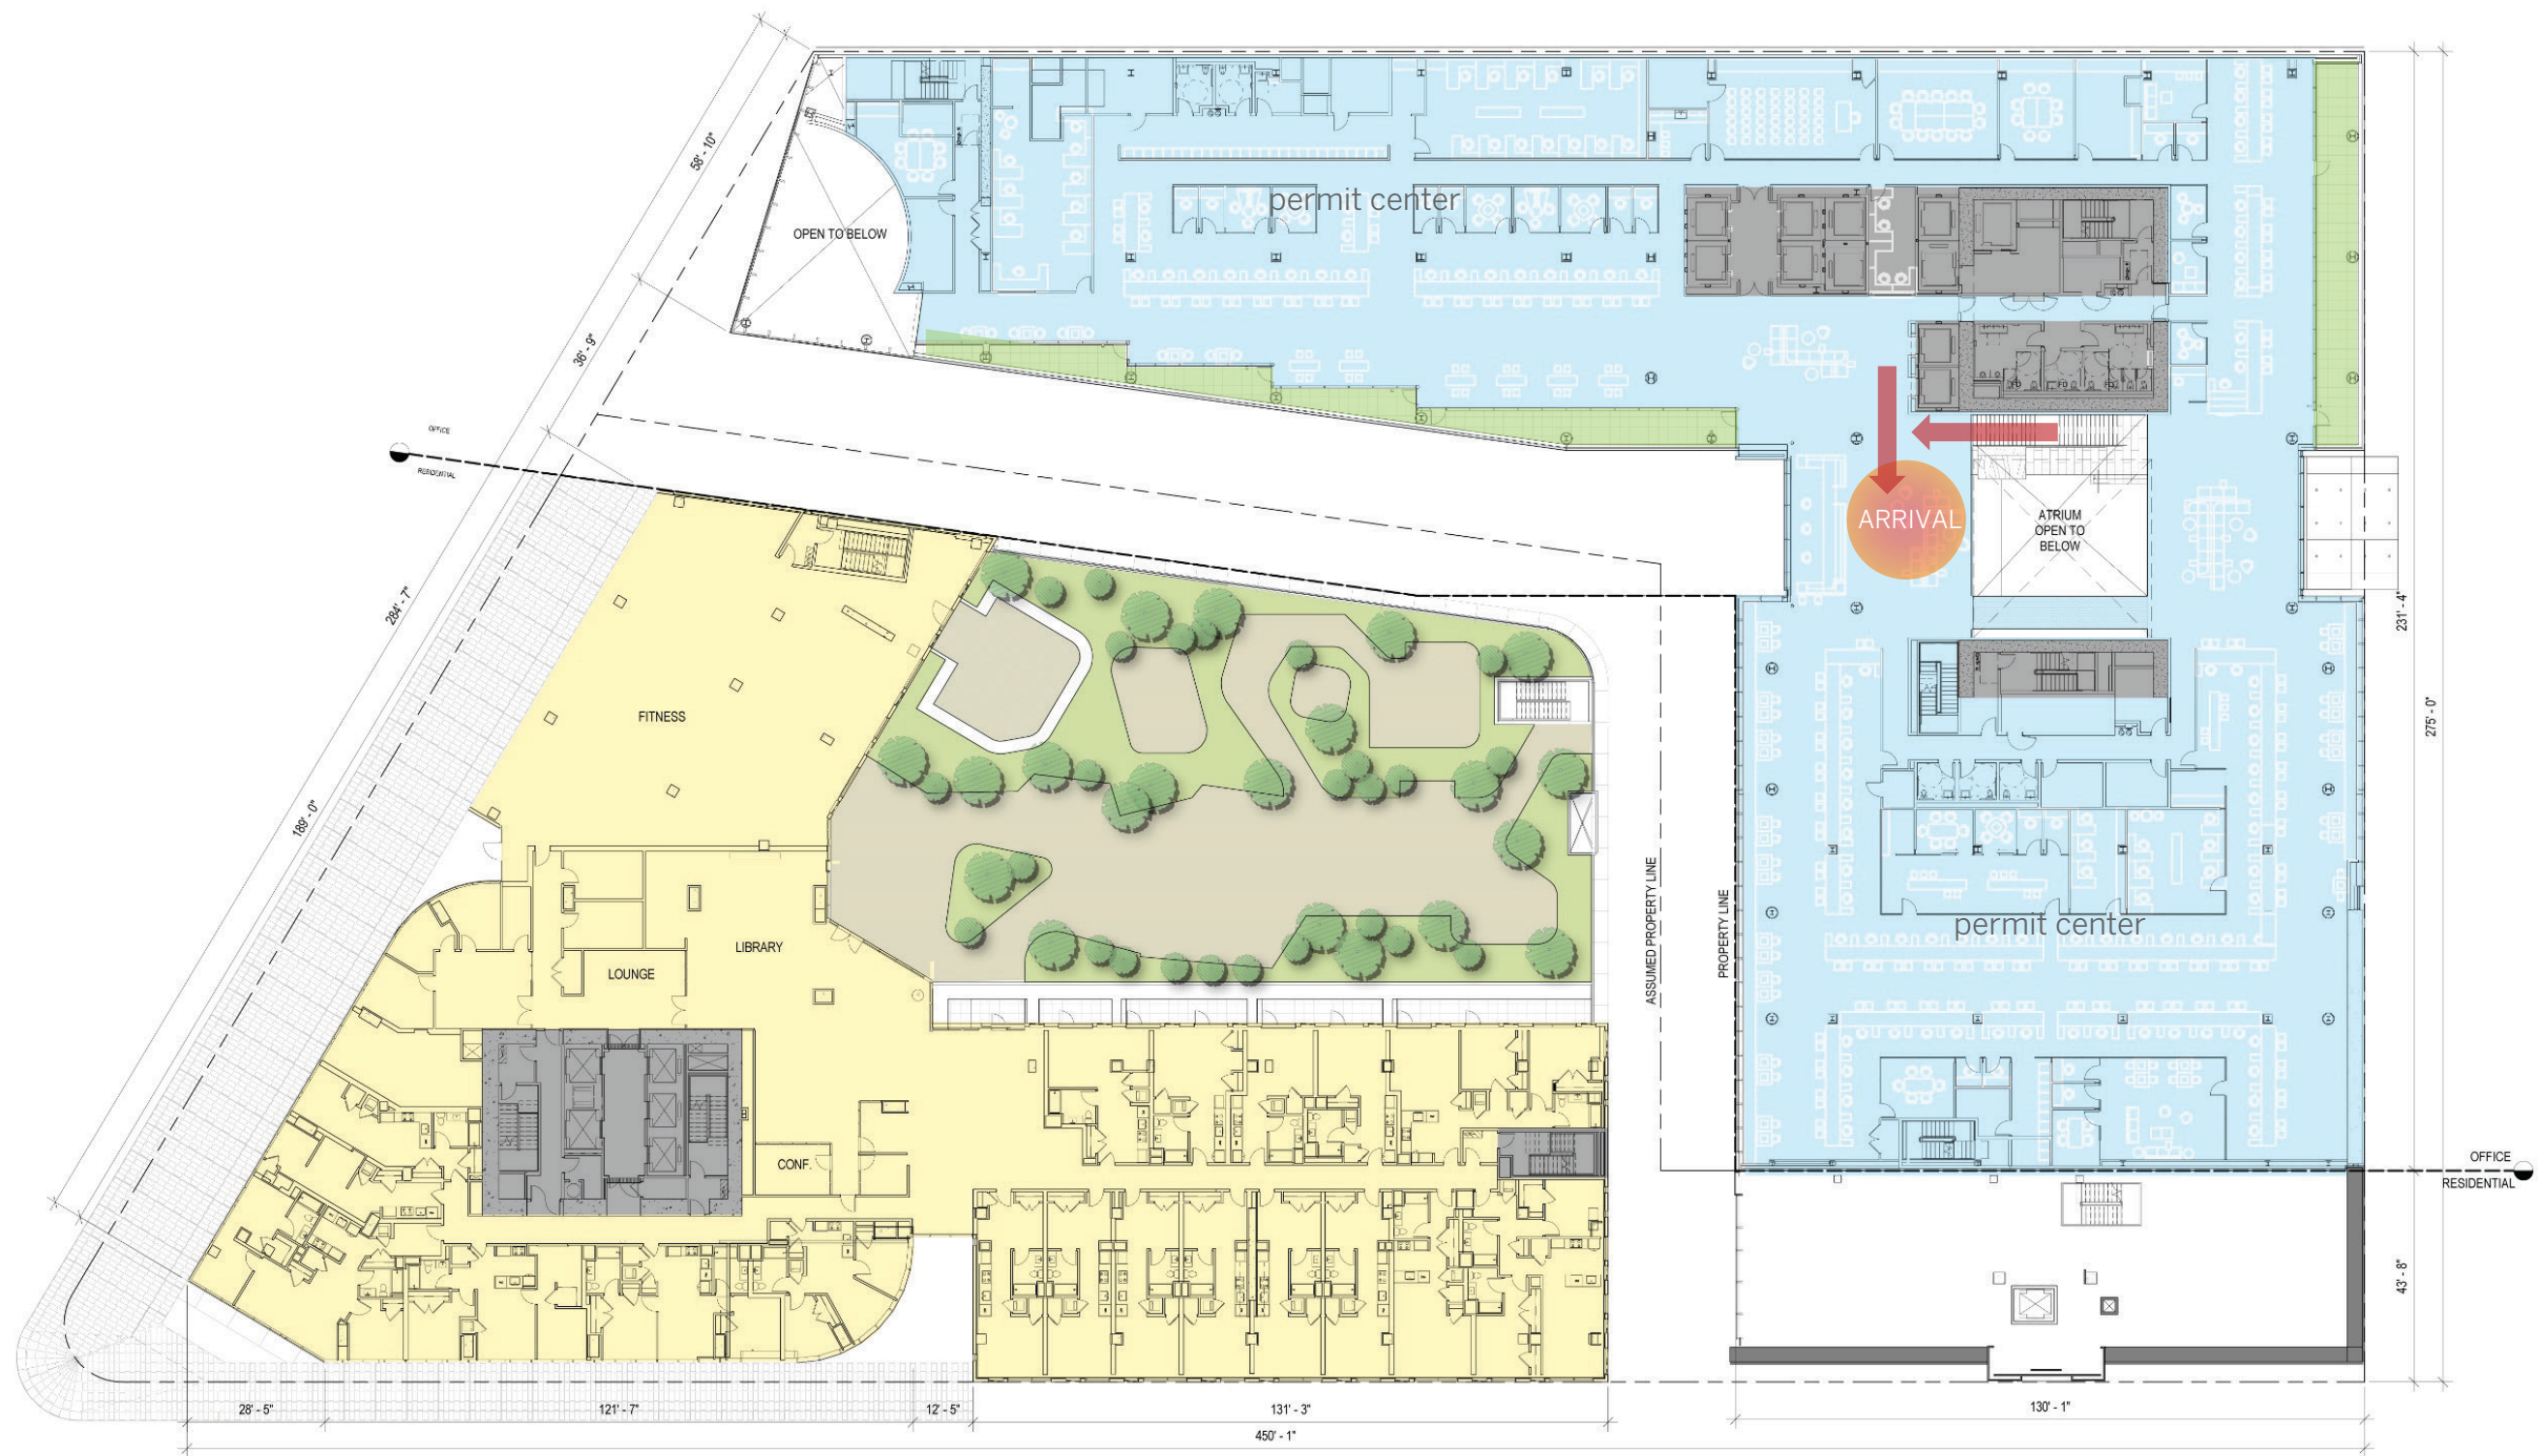 58' - 10"
permit center
OPEN TO BELOW
36' - 9"
OFFICE
RESIDENTIAL
ARRIVAL
ATRIUM
OPEN TO
BELOW
284' - 7"
231' - 4"
275' - 0"
FITNESS
189' - 0"
ASSUMED PROPERTY LINE
PROPERTY LINE
permit center
LIBRARY
LOUNGE
CONF.
OFFICE
RESIDENTIAL
43' - 8"
28' - 5"
121' - 7"
12' - 5"
131' - 3"
130' - 1"
450' - 1"